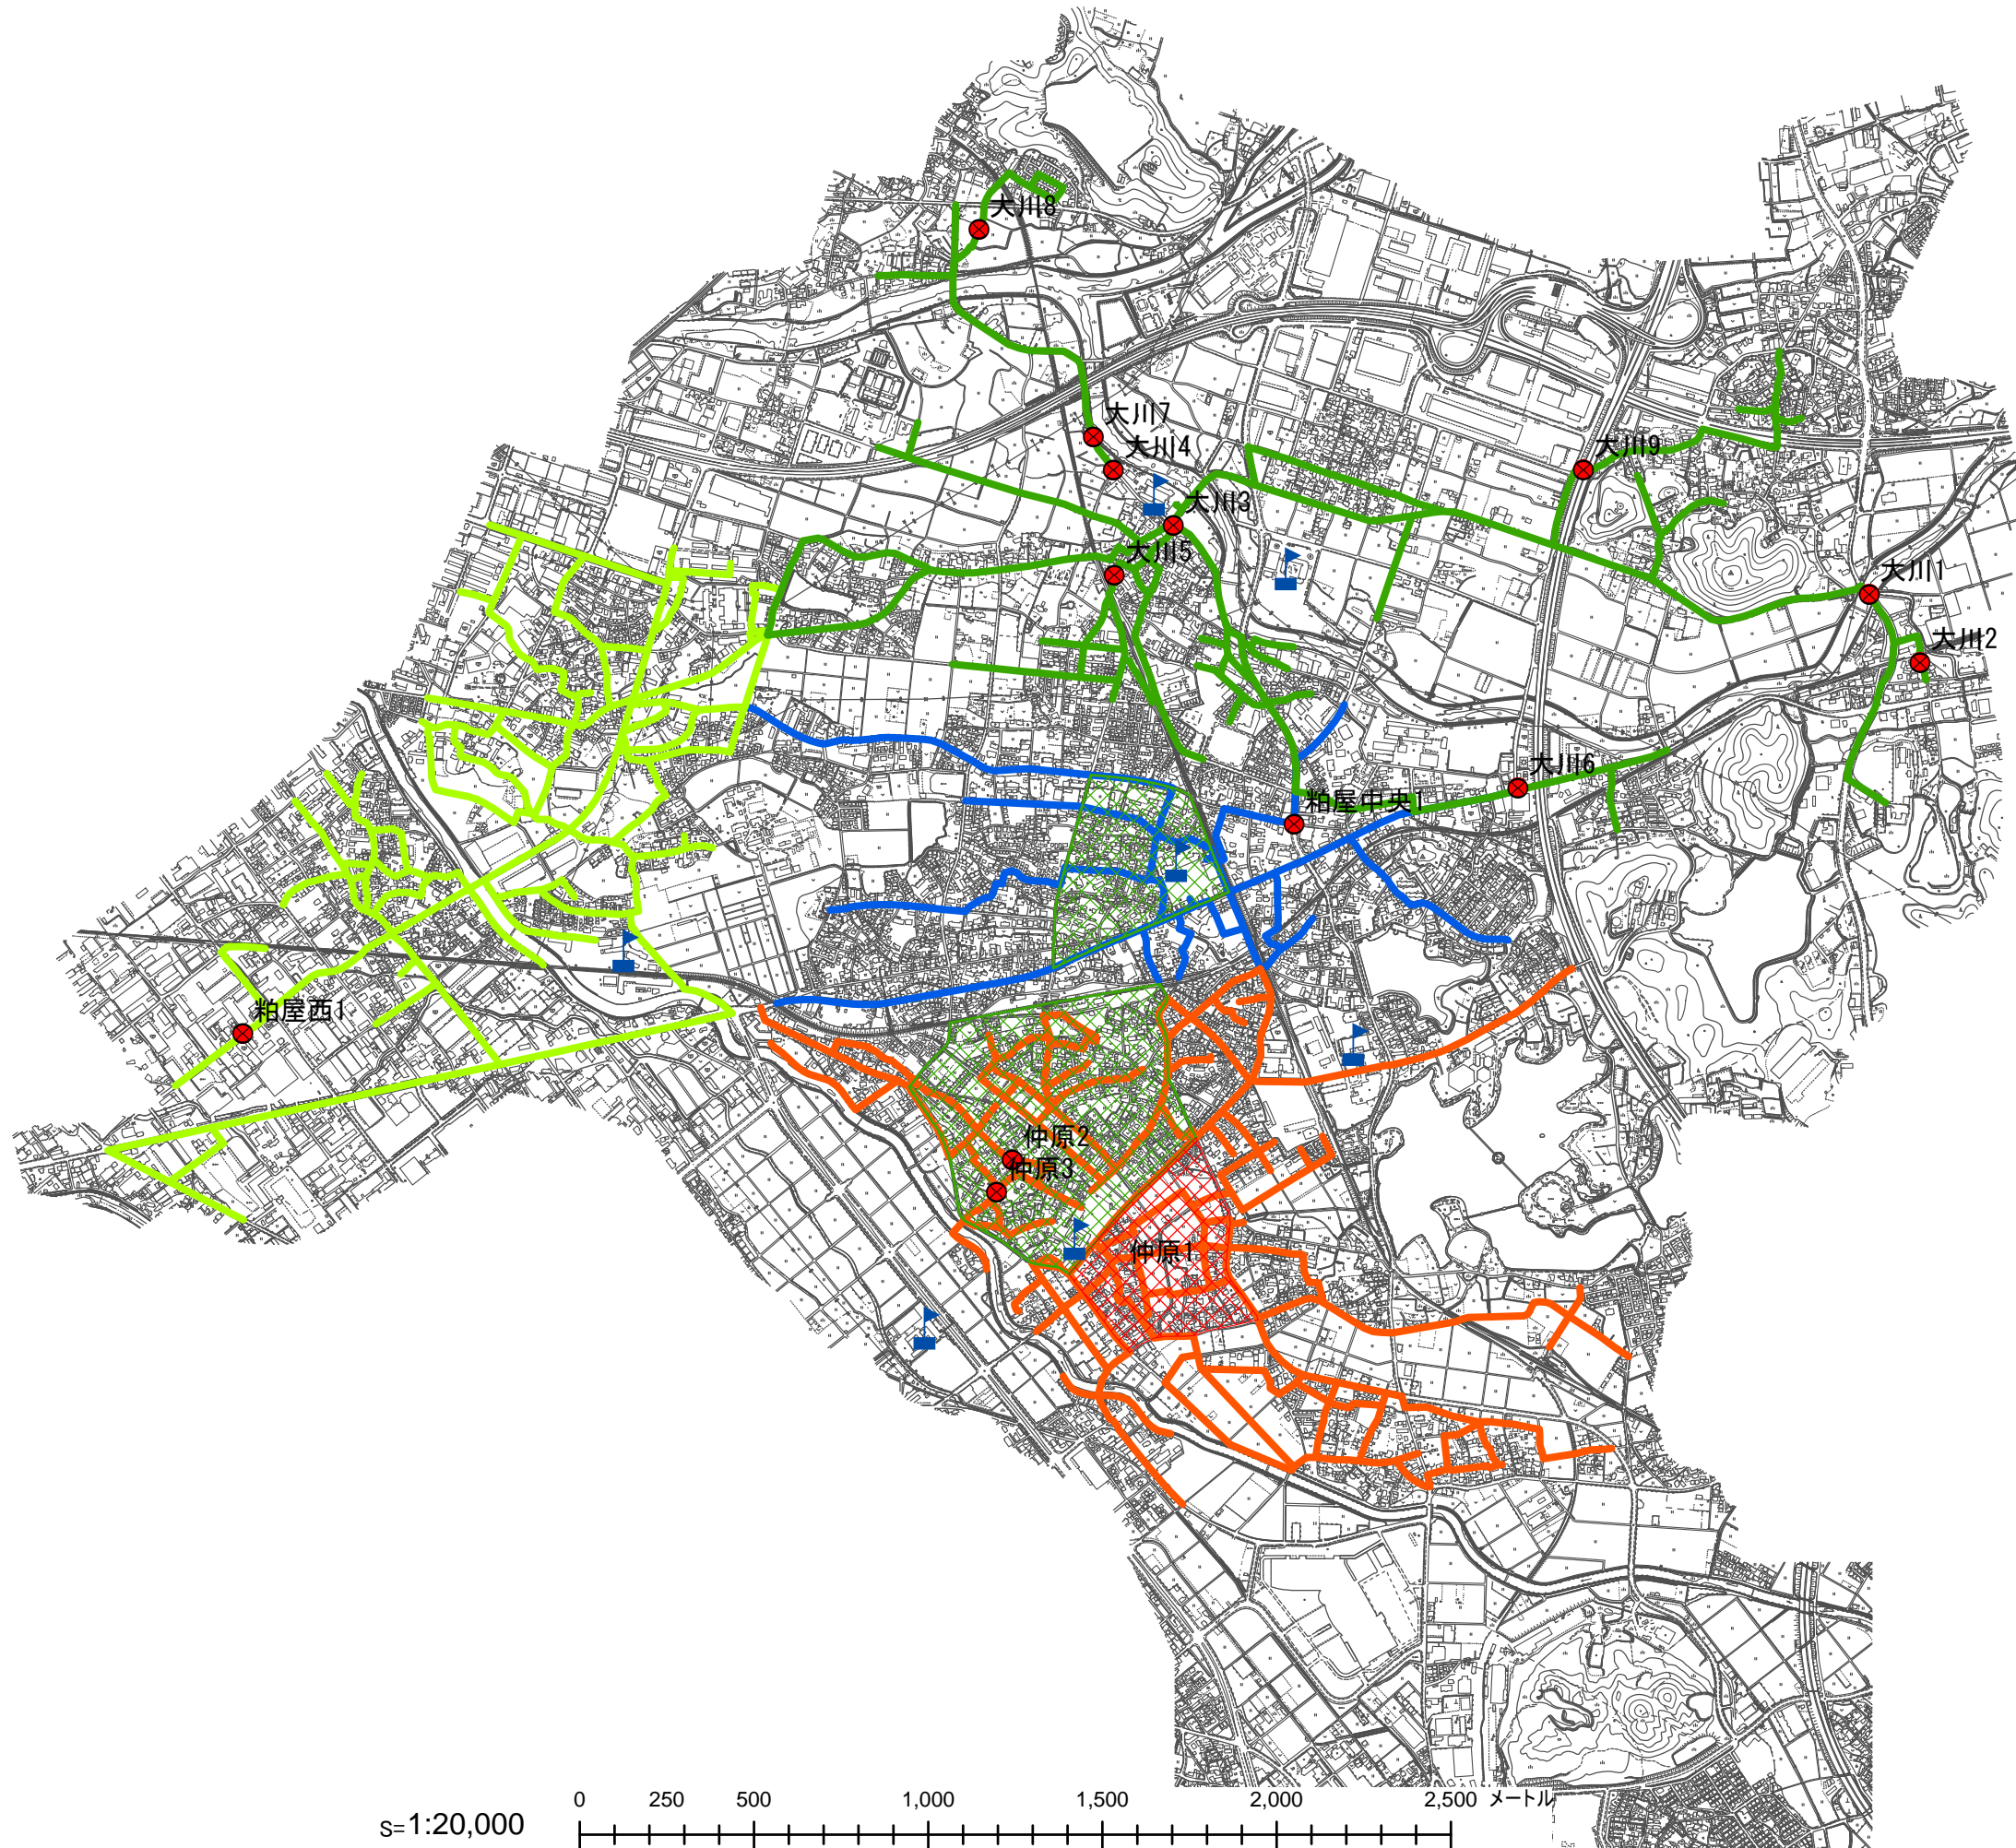 大川8
大川7
大川4
大川9
大川3
大川5
大川1
大川2
大川6
粕屋中央1
粕屋西1
仲原2
仲原3
仲原1
0 250 500 1,000 1,500 2,000 2,500 メートル
S=1:20,000